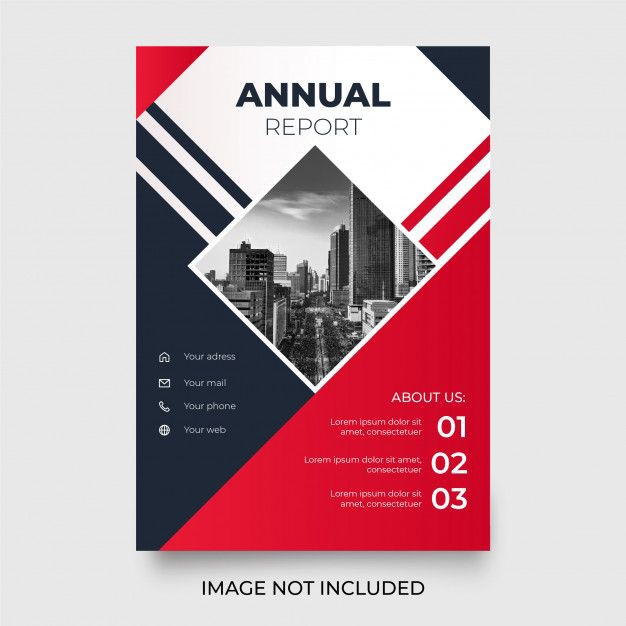 ANNUAL
REPORT
Your adress
Your mail
Your phone
Your web
ABOUT US:
Lorem ipsum dolor sit
amet, consectetuer
01
Lorem ipsum dolor sit amet,
consectetuer
02
Lorem ipsum dolor sit
amet, consectetuer
03
IMAGE NOT INCLUDED